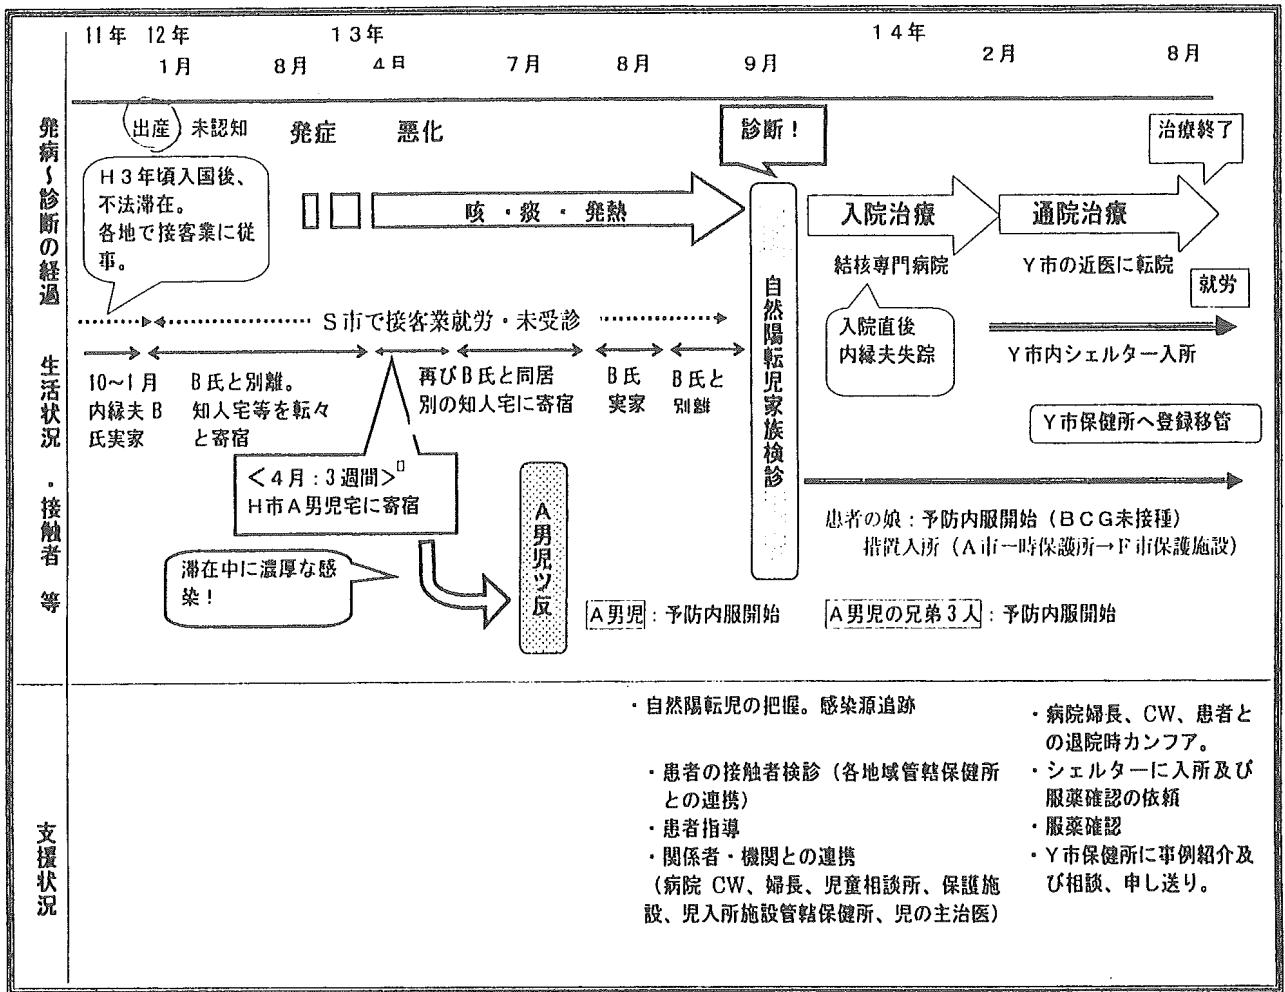 11年 12年 13年 14年
1月 8月 4日 7月 8月 9月 2月 8月
発病～診断の経過
出産 未認知 発症 悪化
診断！
治療終了
H3年頃入国後、
不法滞在。
各地で接客業に従
事。
咳・痰・発熱
入院治療
通院治療
結核専門病院
Y市の近医に転院
自然陽転児家族検診
入院直後
内縁夫失踪
就労
生活状況・接触者 等
S市で接客業就労・未受診
Y市内シェルター入所
10～1月
内縁夫B
氏実家
B氏と別離。
知人宅等を転々
と寄宿
再びB氏と同居
別の知人宅に寄宿
B氏
実家
B氏と
別離
Y市保健所へ登録移管
＜4月：3週間＞
H市A男児宅に寄宿
滞在中に濃厚な感
染！
A男児ツ反
患者の娘：予防内服開始（BCG未接種）
措置入所（A市一時保護所→F市保護施設）
A男児：予防内服開始
A男児の兄弟3人：予防内服開始
支援状況
・自然陽転児の把握。感染源追跡
・患者の接触者検診（各地域管轄保健所
との連携）
・患者指導
・関係者・機関との連携
（病院 CW、婦長、児童相談所、保護施
設、児入所施設管轄保健所、児の主治医）
・病院婦長、CW、患者と
の退院時カンフア。
・シェルターに入所及び
服薬確認の依頼
・服薬確認
・Y市保健所に事例紹介及
び相談、申し送り。